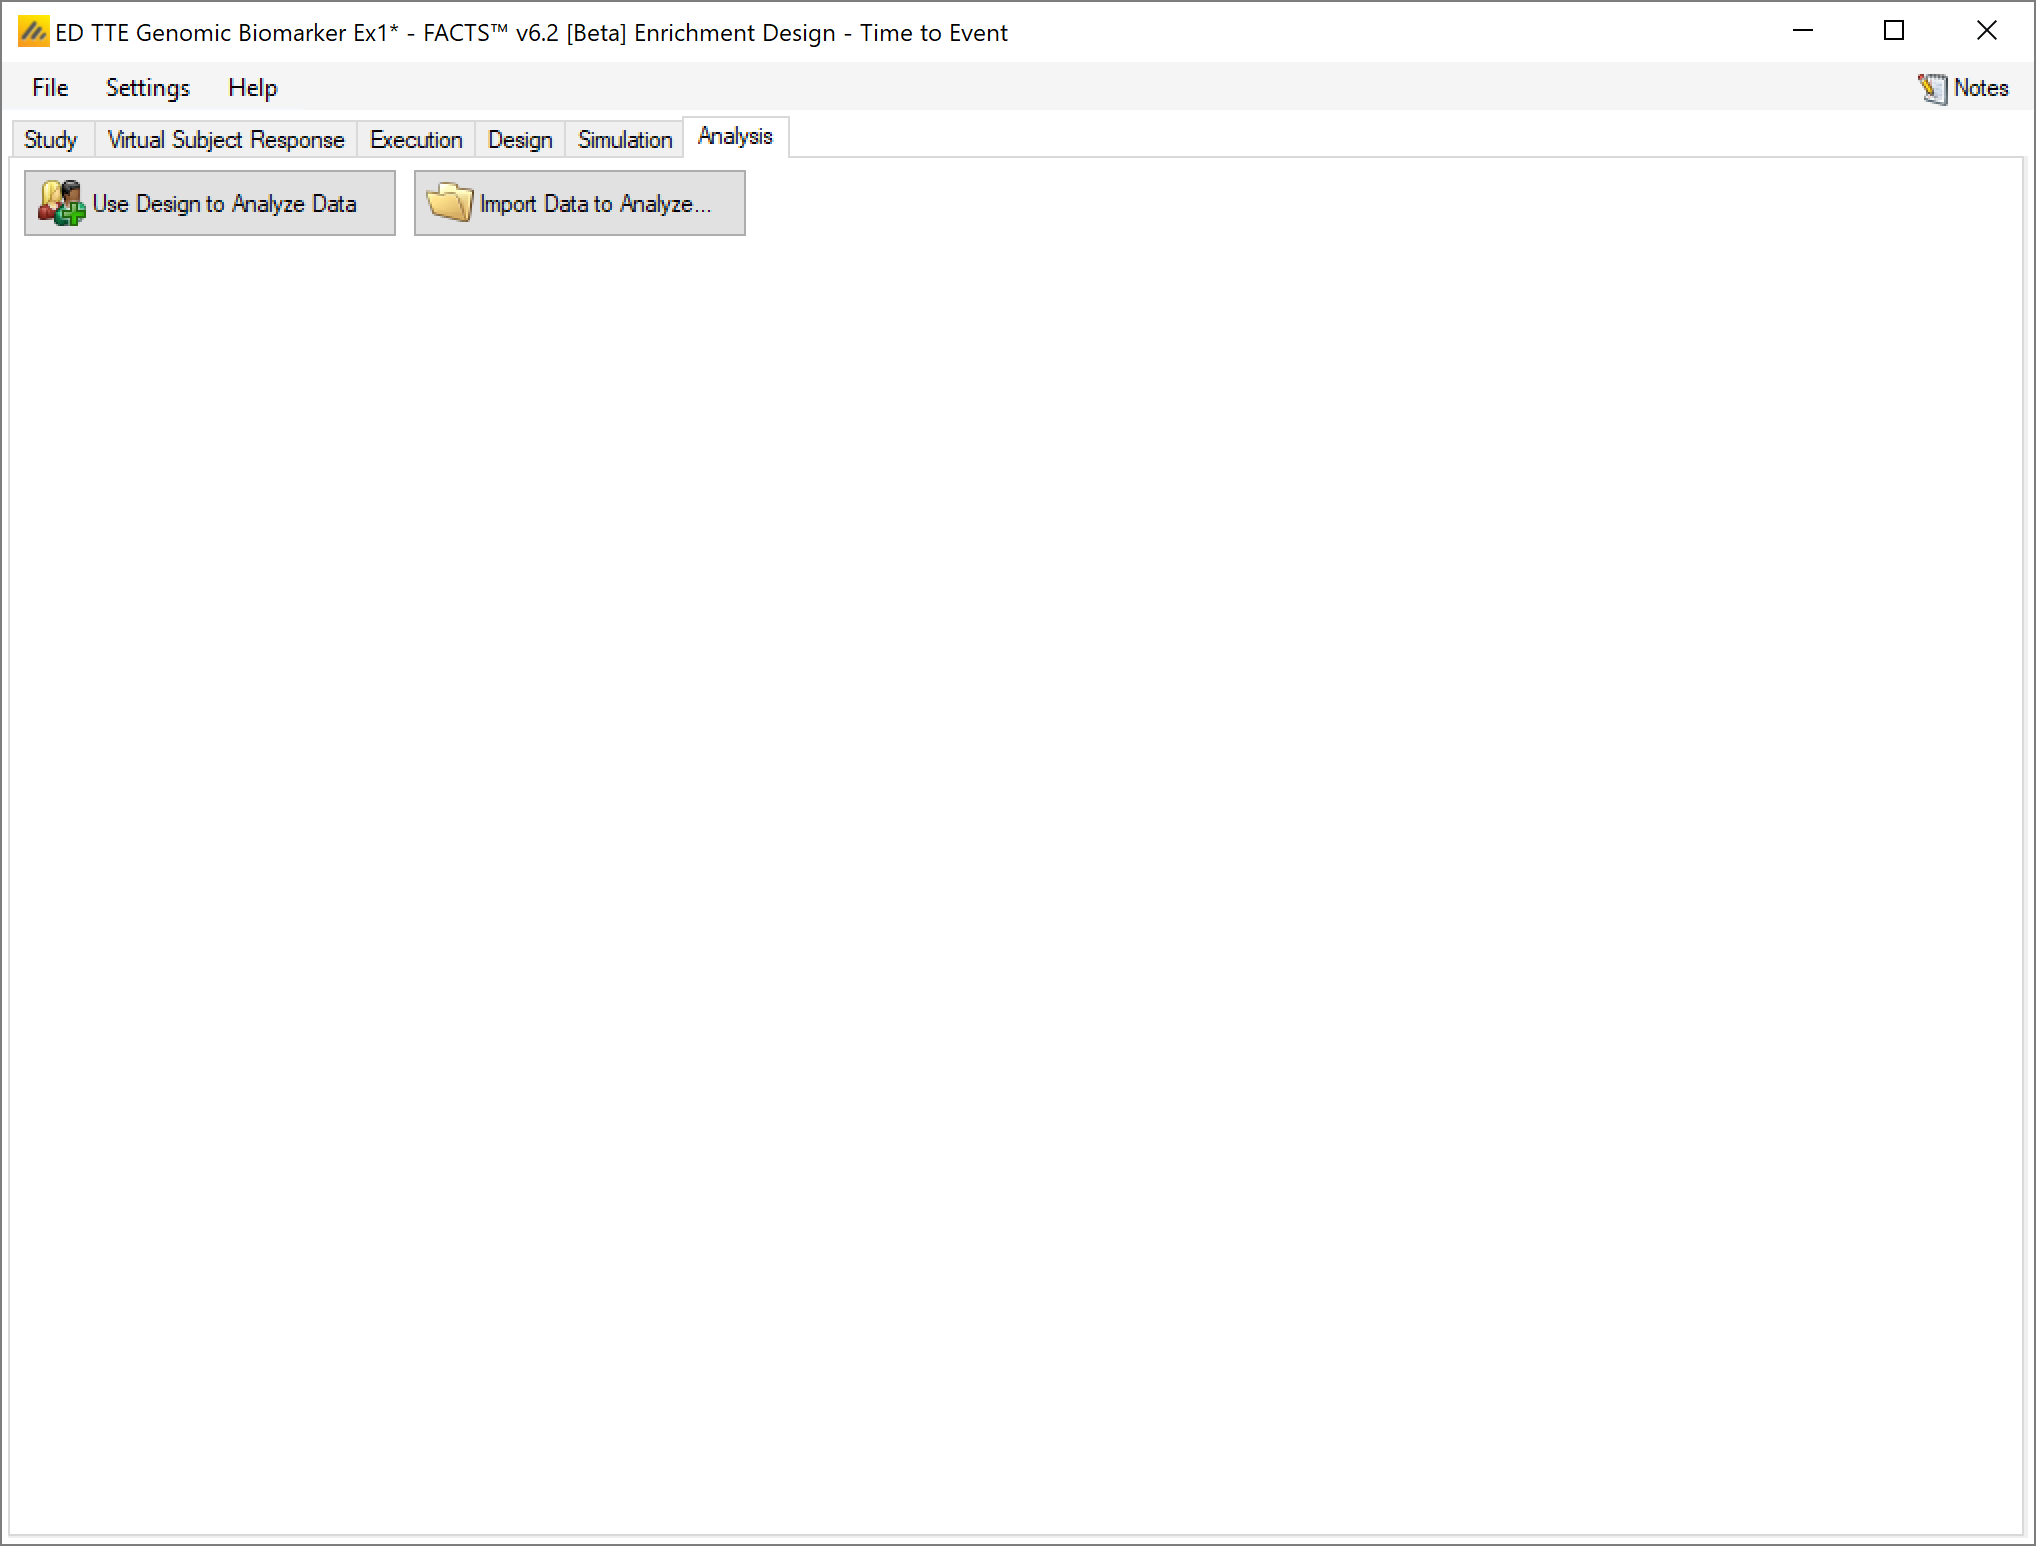 ED TTE Genomic Biomarker Ex1* - FACTS™ v6.2 [Beta] Enrichment Design - Time to Event
File Settings Help Notes
Study Virtual Subject Response Execution Design Simulation Analysis
Use Design to Analyze Data Import Data to Analyze...